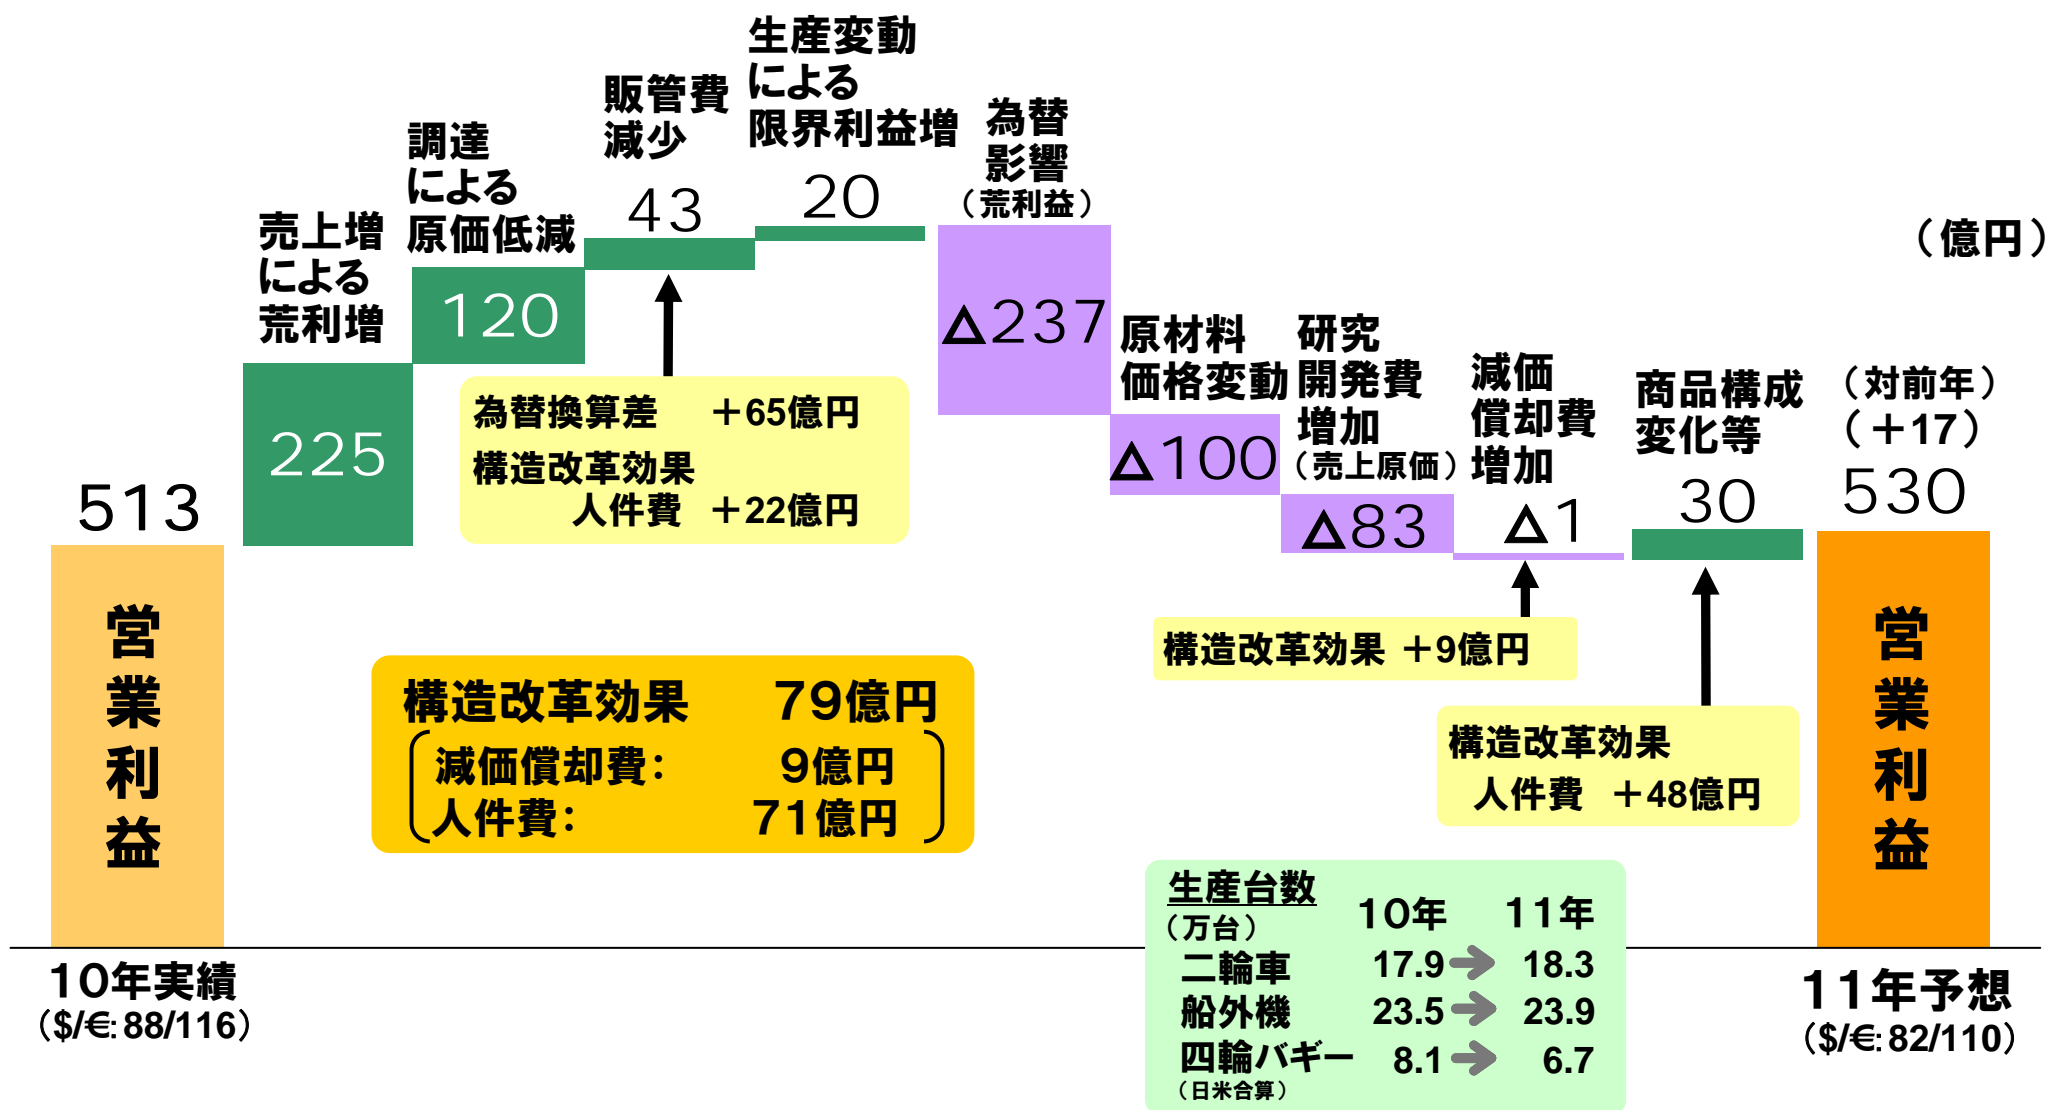 （億円）
513
営業利益
10年実績
（$/€: 88/116）
売上増
による
荒利増
225
調達
による
原価低減
120
販管費
減少
43
為替換算差 ＋65億円
構造改革効果
人件費 ＋22億円
生産変動
による
限界利益増
20
為替
影響
（荒利益）
△237
原材料
価格変動
△100
研究
開発費
増加
（売上原価）
△83
減価
償却費
増加
△1
構造改革効果 ＋9億円
商品構成
変化等
30
構造改革効果
人件費 ＋48億円
（対前年）
（＋17）
530
営業利益
11年予想
（$/€: 82/110）
構造改革効果 79億円
減価償却費： 9億円
人件費： 71億円
生産台数
（万台） 10年 11年
二輪車 17.9 → 18.3
船外機 23.5 → 23.9
四輪バギー 8.1 → 6.7
（日米合算）